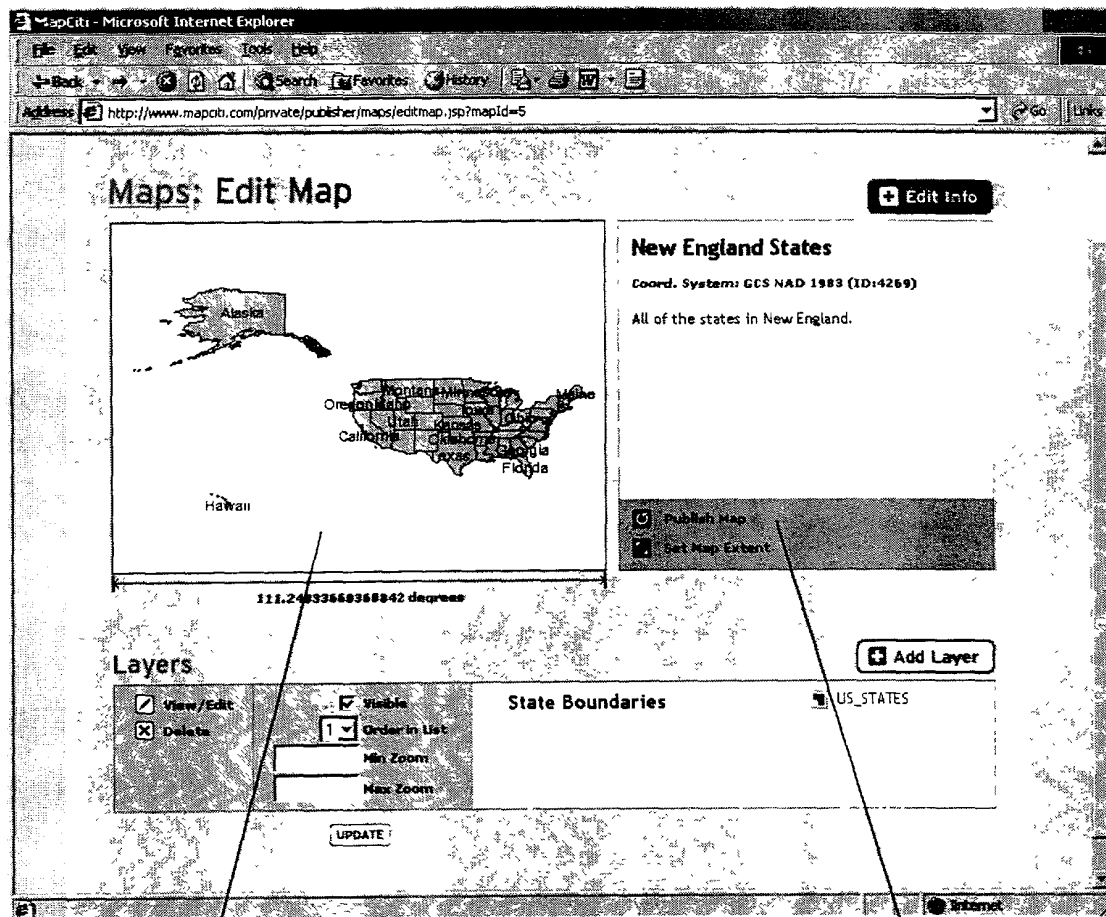 MapCiti - Microsoft Internet Explorer
File Edit View Favorites Tools Help
Back Search Favorites History
Address http://www.mapciti.com/private/publisher/maps/editmap.jsp?mapId=5 Go Links
Maps: Edit Map
+ Edit Info
New England States
Coord. System: GCS NAD 1983 (ID:4269)
All of the states in New England.
Alaska
Montana
Maine
Oregon Idaho
Iowa
Utah
Kansas
California
Oklahoma
Georgia
Texas
Florida
Hawaii
Publish Map
Set Map Extent
degrees
Layers
+ Add Layer
View/Edit
Delete
Visible
1 Order in List
Min Zoom
Max Zoom
State Boundaries
US_STATES
UPDATE
Internet